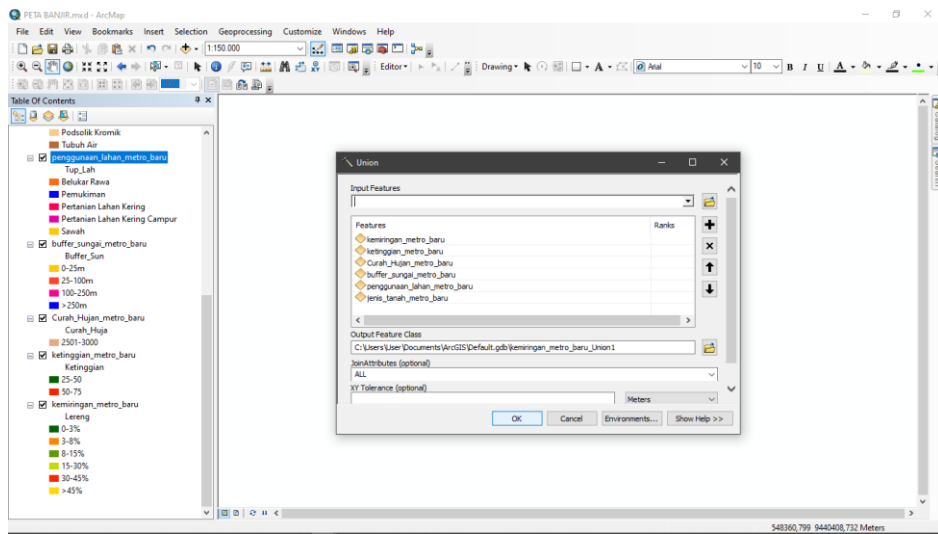 PETA BANJIR.mxd - ArcMap
File Edit View Bookmarks Insert Selection Geoprocessing Customize Windows Help
1:150.000
Editor
Drawing
A
Arial
10
B I U A
Table Of Contents
Podsolik Kromik
Tubuh Air
penggunaan_lahan_metro_baru
Tup_Lah
Belukar Rawa
Pemukiman
Pertanian Lahan Kering
Pertanian Lahan Kering Campur
Sawah
buffer_sungai_metro_baru
Buffer_Sun
0-25m
25-100m
100-250m
>250m
Curah_Hujan_metro_baru
Curah_Huja
2501-3000
ketinggian_metro_baru
Ketinggian
25-50
50-75
kemiringan_metro_baru
Lereng
0-3%
3-8%
8-15%
15-30%
30-45%
>45%
Union
Input Features
Features Ranks
kemiringan_metro_baru
ketinggian_metro_baru
Curah_Hujan_metro_baru
buffer_sungai_metro_baru
penggunaan_lahan_metro_baru
jenis_tanah_metro_baru
Output Feature Class
C:\Users\User\Documents\ArcGIS\Default.gdb\kemiringan_metro_baru_Union1
JoinAttributes (optional)
ALL
XY Tolerance (optional)
Meters
OK Cancel Environments... Show Help >>
Catalog
Search
548360,799 9440408,732 Meters